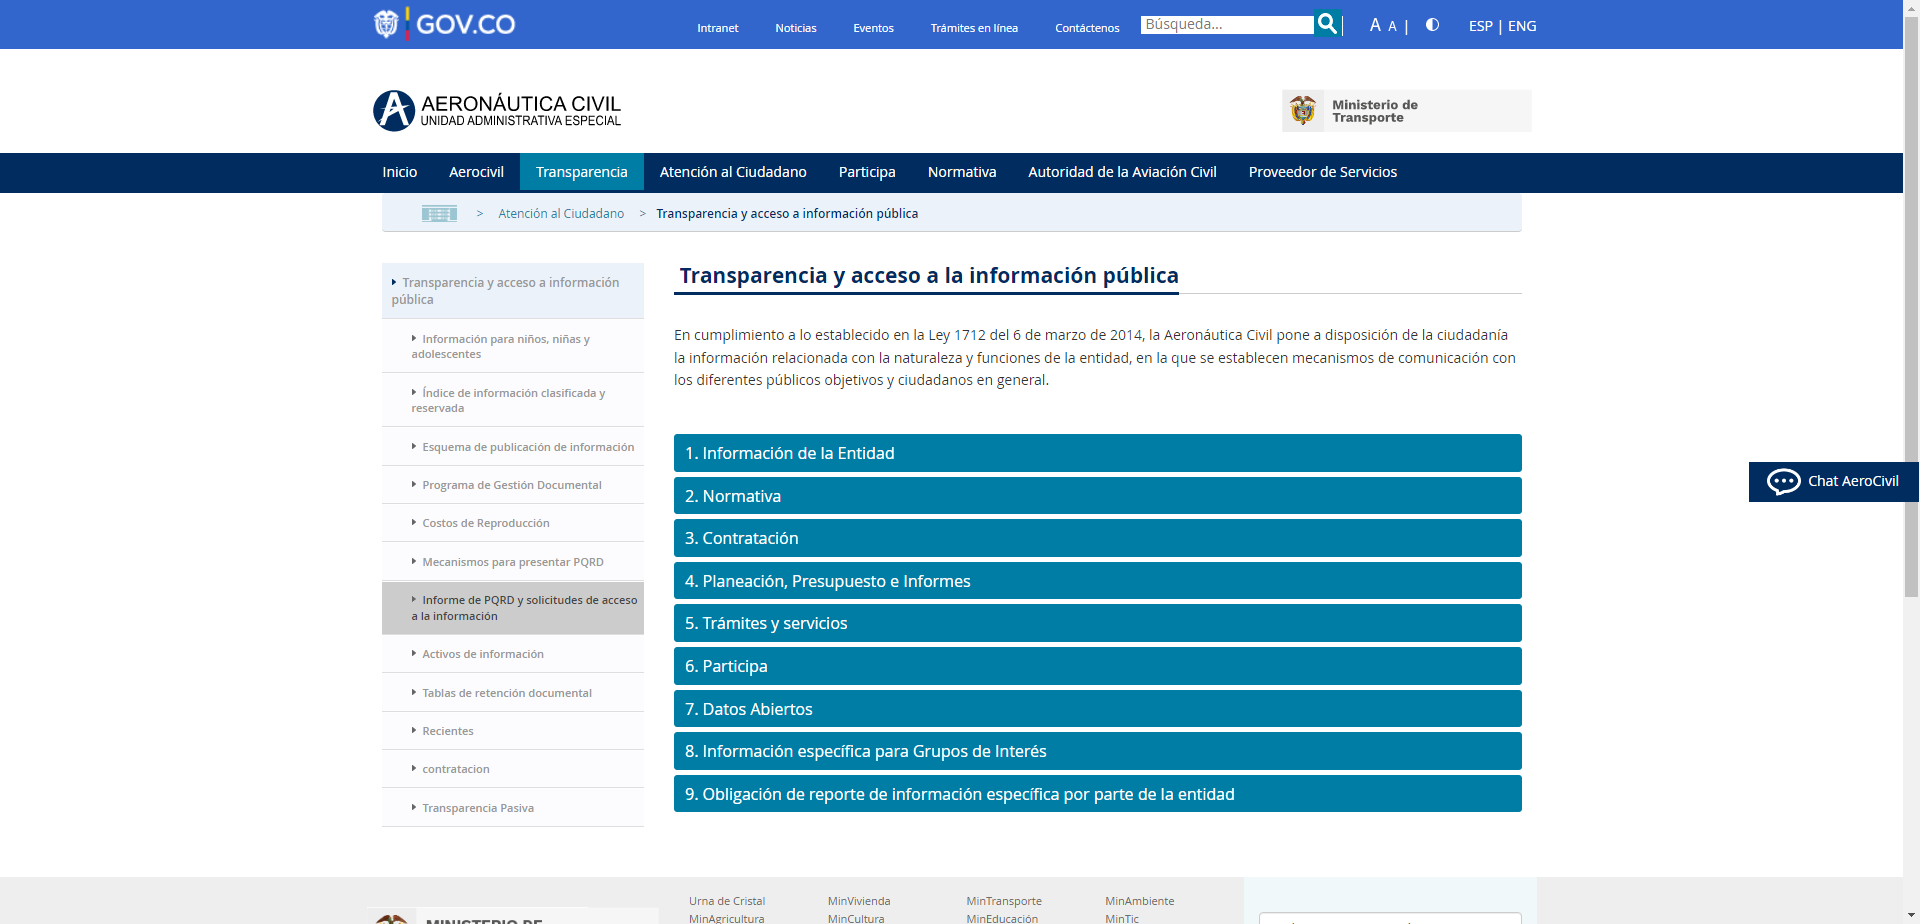 GOV.CO
Intranet
Noticias
Eventos
Trámites en línea
Contáctenos
Búsqueda...
A A |
ESP | ENG
AERONÁUTICA CIVIL
UNIDAD ADMINISTRATIVA ESPECIAL
Ministerio de
Transporte
Inicio
Aerocivil
Transparencia
Atención al Ciudadano
Participa
Normativa
Autoridad de la Aviación Civil
Proveedor de Servicios
> Atención al Ciudadano > Transparencia y acceso a información pública
Transparencia y acceso a información
pública
Información para niños, niñas y
adolescentes
Índice de información clasificada y
reservada
Esquema de publicación de información
Programa de Gestión Documental
Costos de Reproducción
Mecanismos para presentar PQRD
Informe de PQRD y solicitudes de acceso
a la información
Activos de información
Tablas de retención documental
Recientes
contratacion
Transparencia Pasiva
Transparencia y acceso a la información pública
En cumplimiento a lo establecido en la Ley 1712 del 6 de marzo de 2014, la Aeronáutica Civil pone a disposición de la ciudadanía
la información relacionada con la naturaleza y funciones de la entidad, en la que se establecen mecanismos de comunicación con
los diferentes públicos objetivos y ciudadanos en general.
1. Información de la Entidad
2. Normativa
3. Contratación
4. Planeación, Presupuesto e Informes
5. Trámites y servicios
6. Participa
7. Datos Abiertos
8. Información específica para Grupos de Interés
9. Obligación de reporte de información específica por parte de la entidad
Chat AeroCivil
MINISTERIO DE
Urna de Cristal
MinVivienda
MinTransporte
MinAmbiente
MinAgricultura
MinCultura
MinEducación
MinTic